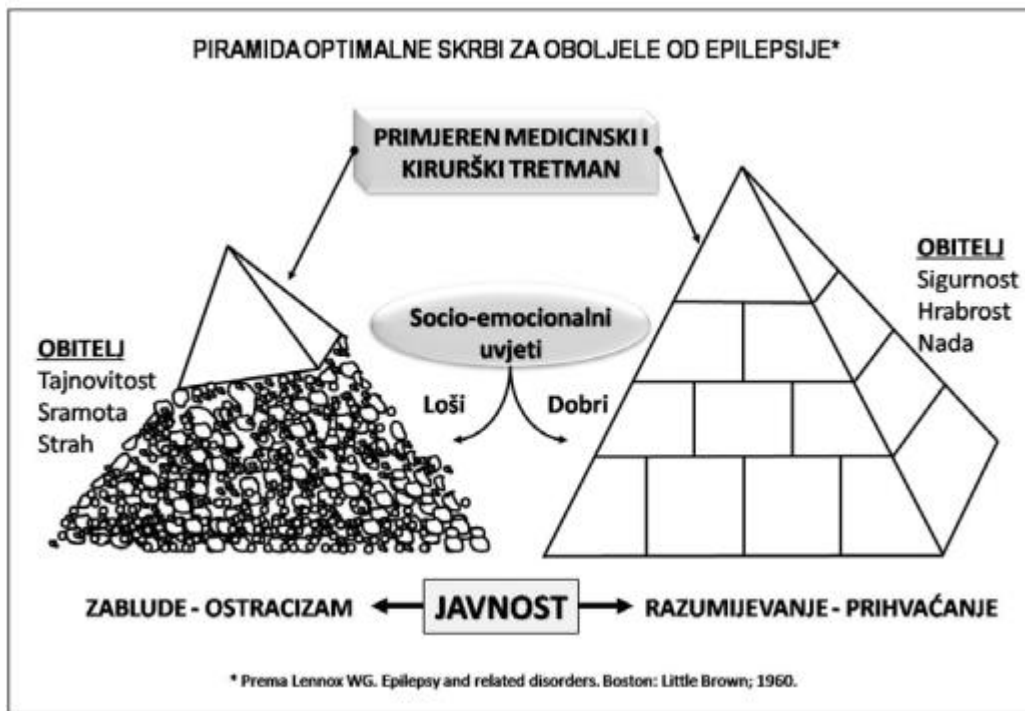 PIRAMIDA OPTIMALNE SKRBI ZA OBOLJELE OD EPILEPSIJE*
PRIMJEREN MEDICINSKI I
KIRURŠKI TRETMAN
OBITELJ
Sigurnost
Hrabrost
Nada
Socio-emocionalni
uvjeti
OBITELJ
Tajnovitost
Sramota
Strah
Loši
Dobri
ZABLUDE - OSTRACIZAM
JAVNOST
RAZUMIJEVANJE - PRIHVAĆANJE
* Prema Lennox WG. Epilepsy and related disorders. Boston: Little Brown; 1960.